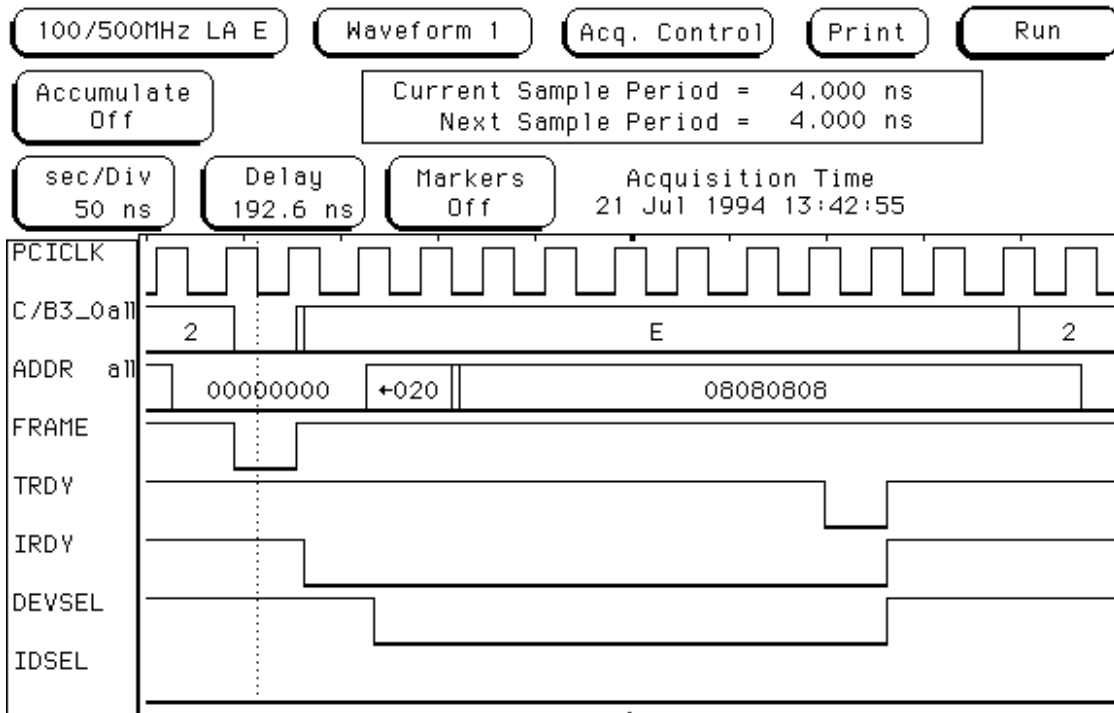 100/500MHz LA E Waveform 1 Acq. Control Print Run
Accumulate
Off
Current Sample Period = 4.000 ns
Next Sample Period = 4.000 ns
sec/Div
50 ns
Delay
192.6 ns
Markers
Off
Acquisition Time
21 Jul 1994 13:42:55
PCICLK
C/B3_0all 2 E 2
ADDR all 00000000 ←020 08080808
FRAME
TRDY
IRDY
DEVSEL
IDSEL